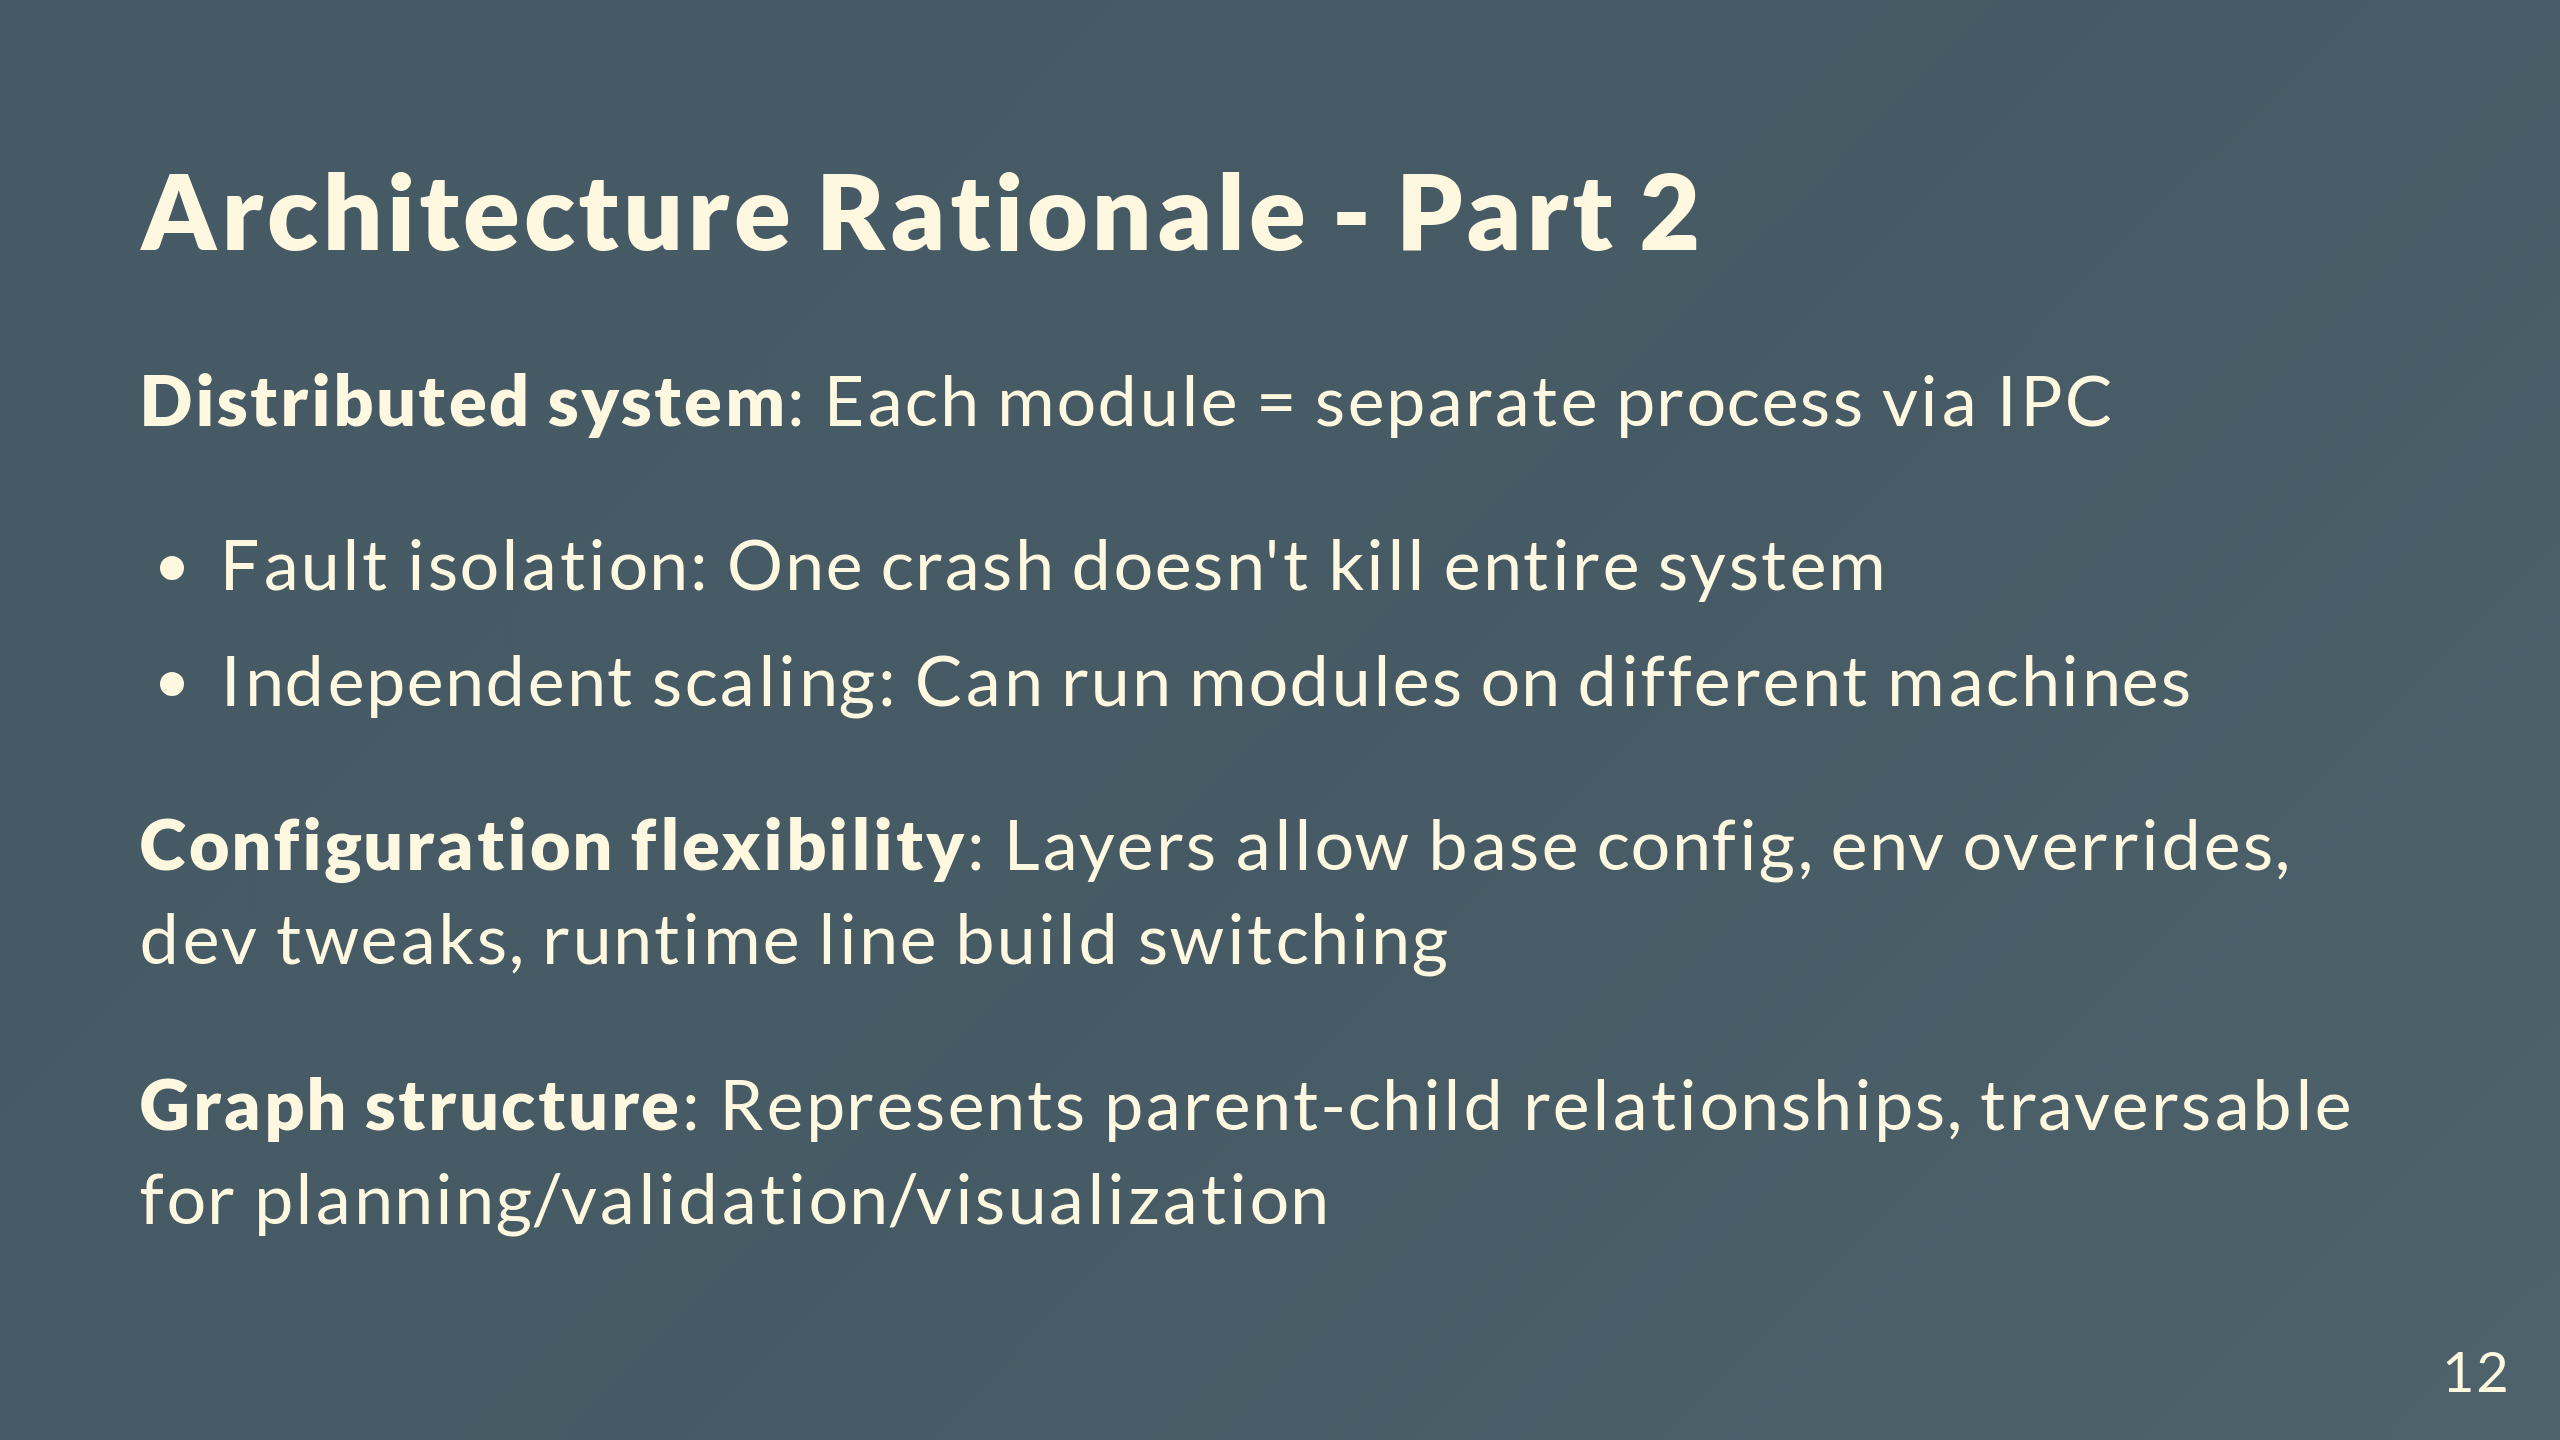 Architecture Rationale - Part 2
Distributed system: Each module = separate process via IPC
• Fault isolation: One crash doesn't kill entire system
• Independent scaling: Can run modules on different machines
Configuration flexibility: Layers allow base config, env overrides,
dev tweaks, runtime line build switching
Graph structure: Represents parent-child relationships, traversable
for planning/validation/visualization
12